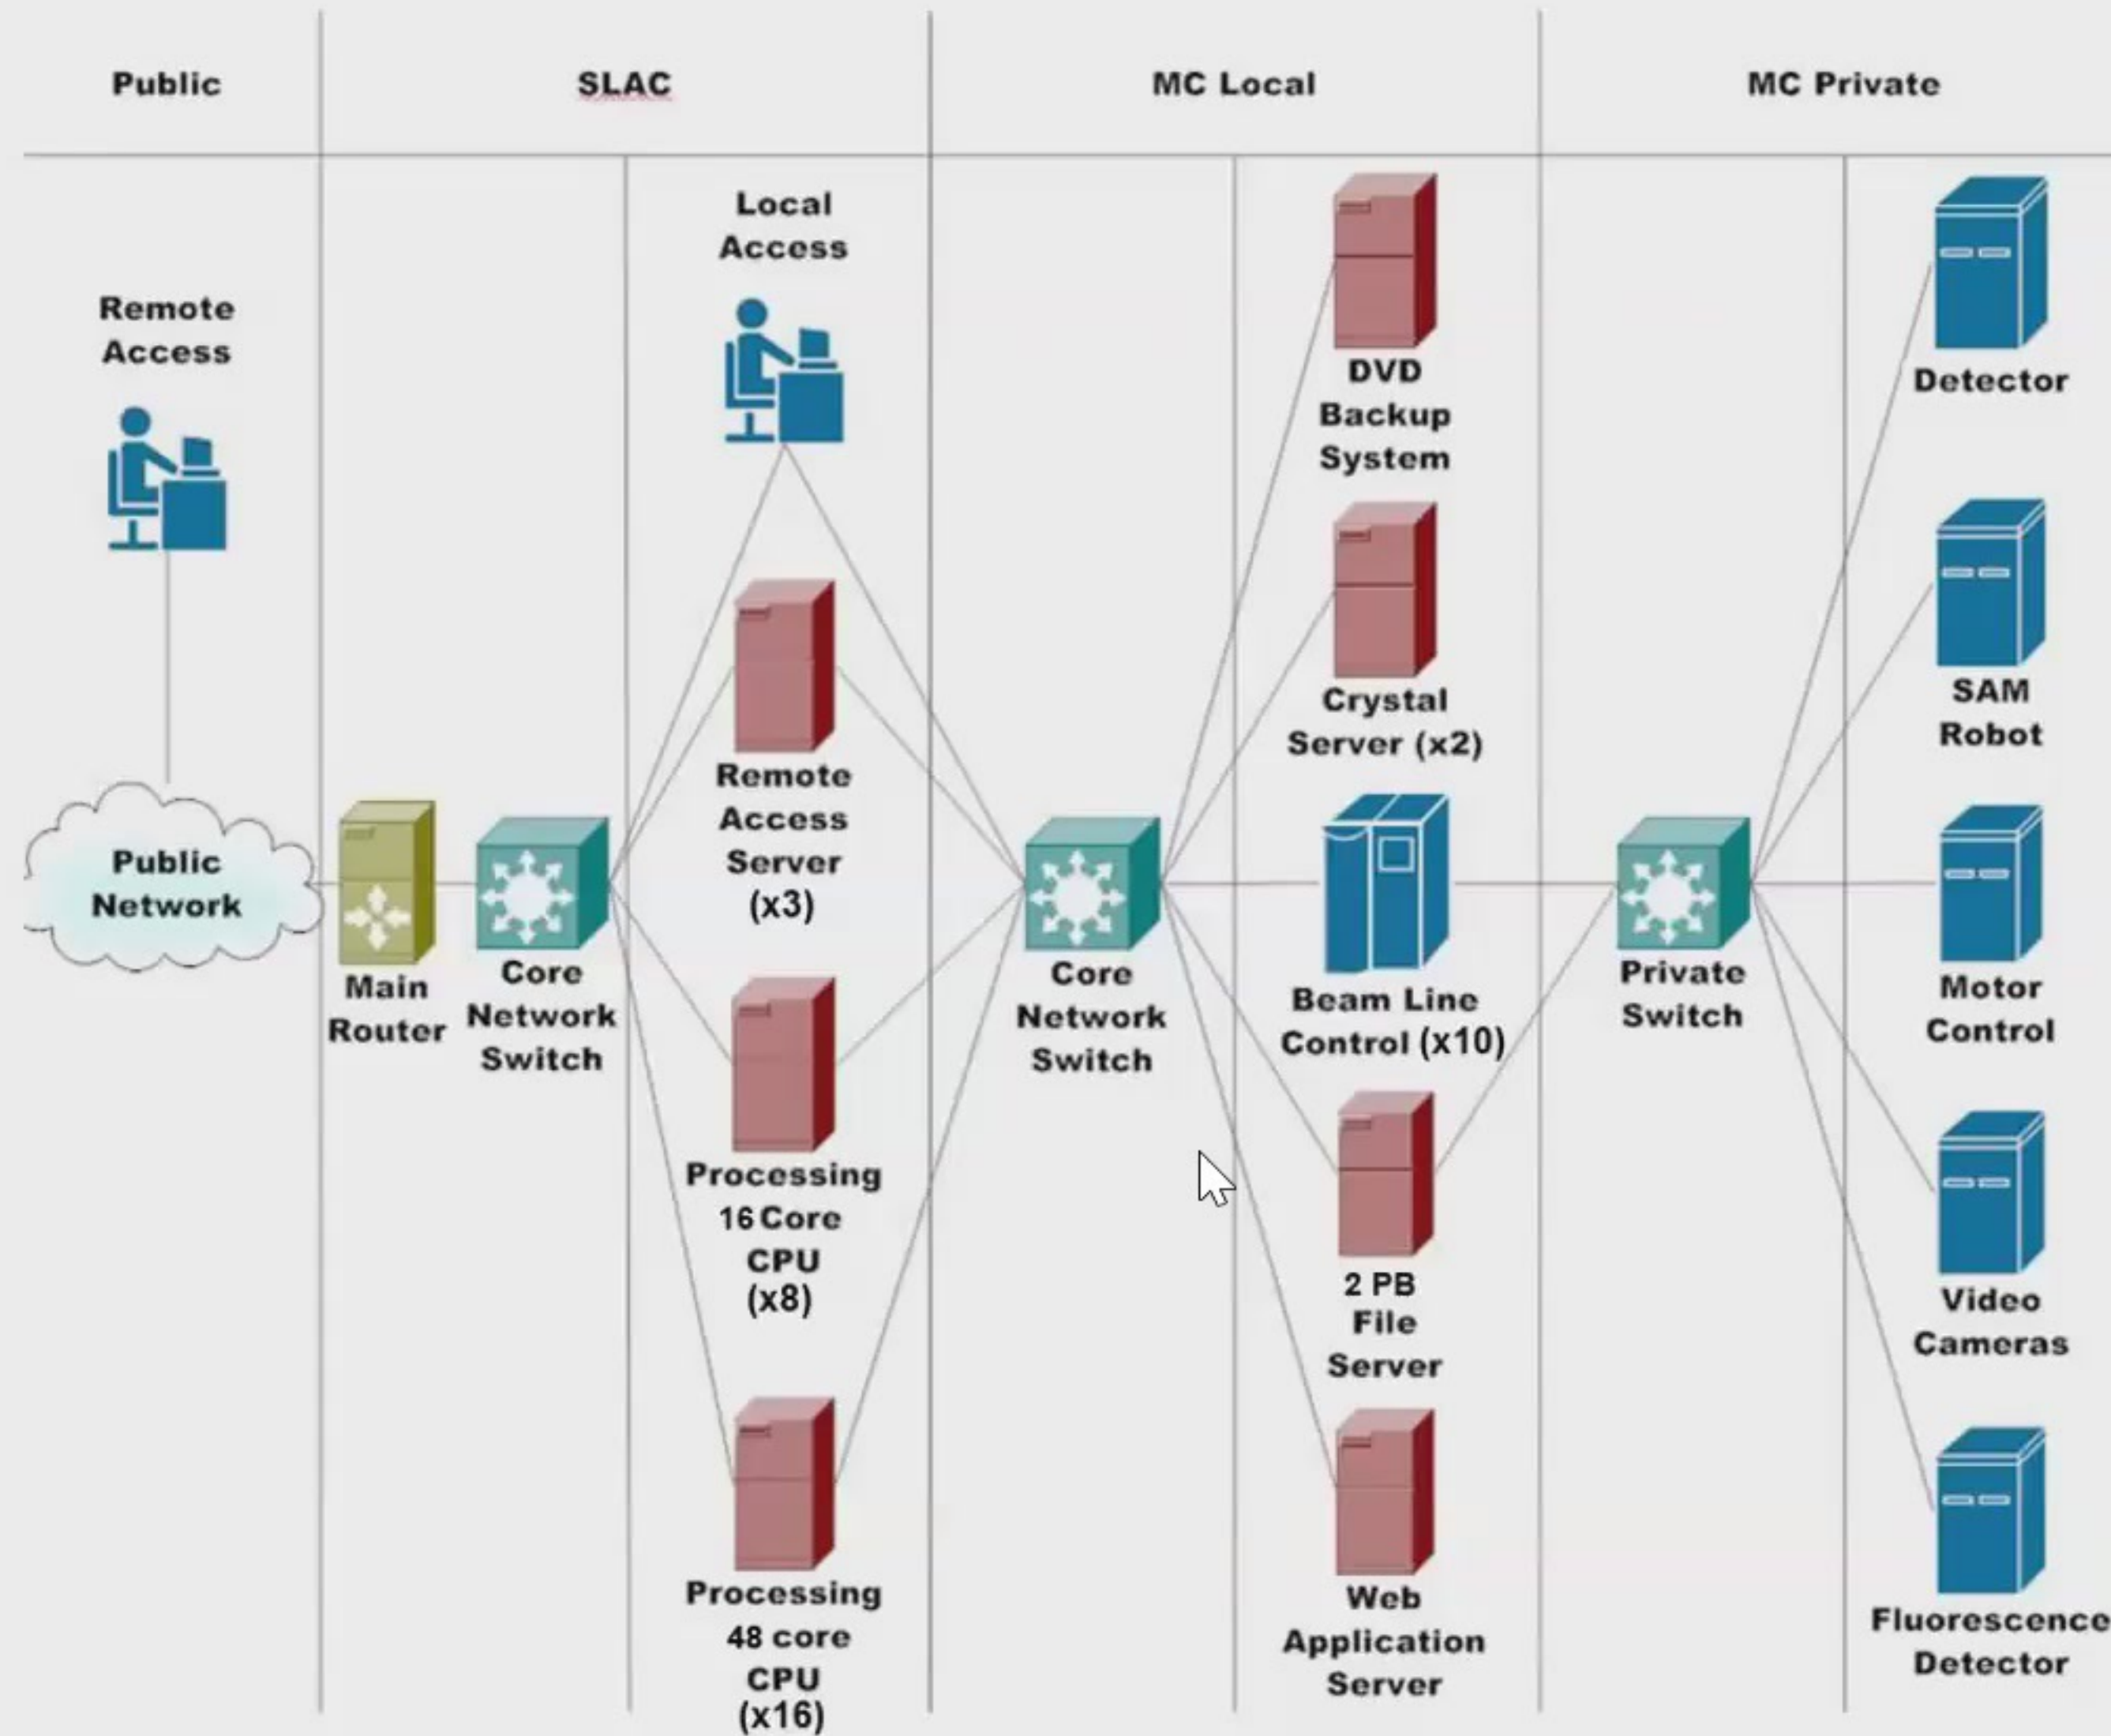 Public
SLAC
MC Local
MC Private
Remote
Access
Public
Network
Main
Router
Core
Network
Switch
Local
Access
Remote
Access
Server
(x3)
Processing
16 Core
CPU
(x8)
Processing
48 core
CPU
(x16)
Core
Network
Switch
DVD
Backup
System
Crystal
Server (x2)
Beam Line
Control (x10)
2 PB
File
Server
Web
Application
Server
Private
Switch
Detector
SAM
Robot
Motor
Control
Video
Cameras
Fluorescence
Detector